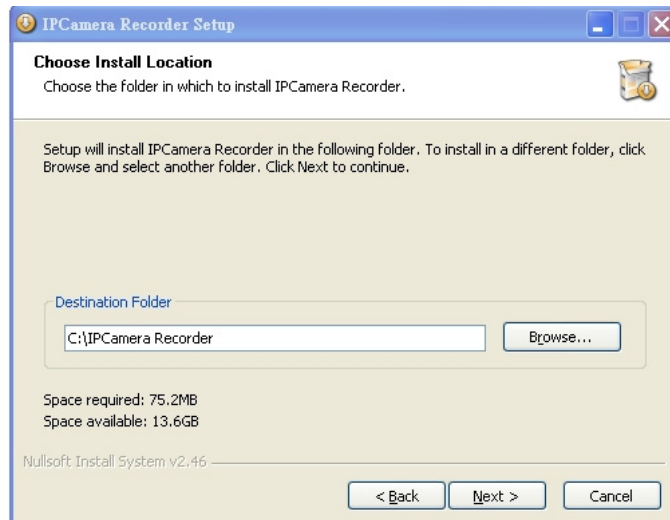 IPCamera Recorder Setup
Choose Install Location
Choose the folder in which to install IPCamera Recorder.
Setup will install IPCamera Recorder in the following folder. To install in a different folder, click
Browse and select another folder. Click Next to continue.
Destination Folder
C:\IPCamera Recorder
Browse...
Space required: 75.2MB
Space available: 13.6GB
Nullsoft Install System v2.46
< Back
Next >
Cancel